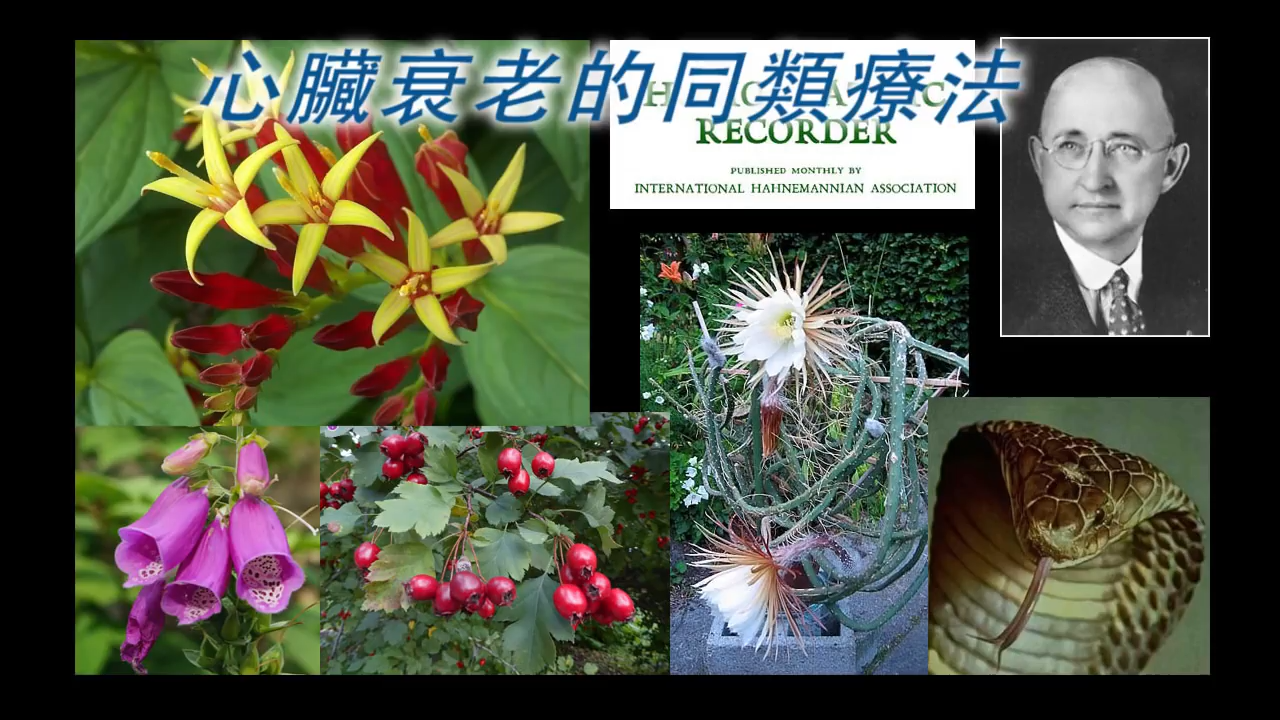 心臟衰老的同類療法
RECORDER
PUBLISHED MONTHLY BY
INTERNATIONAL HAHNEMANNIAN ASSOCIATION